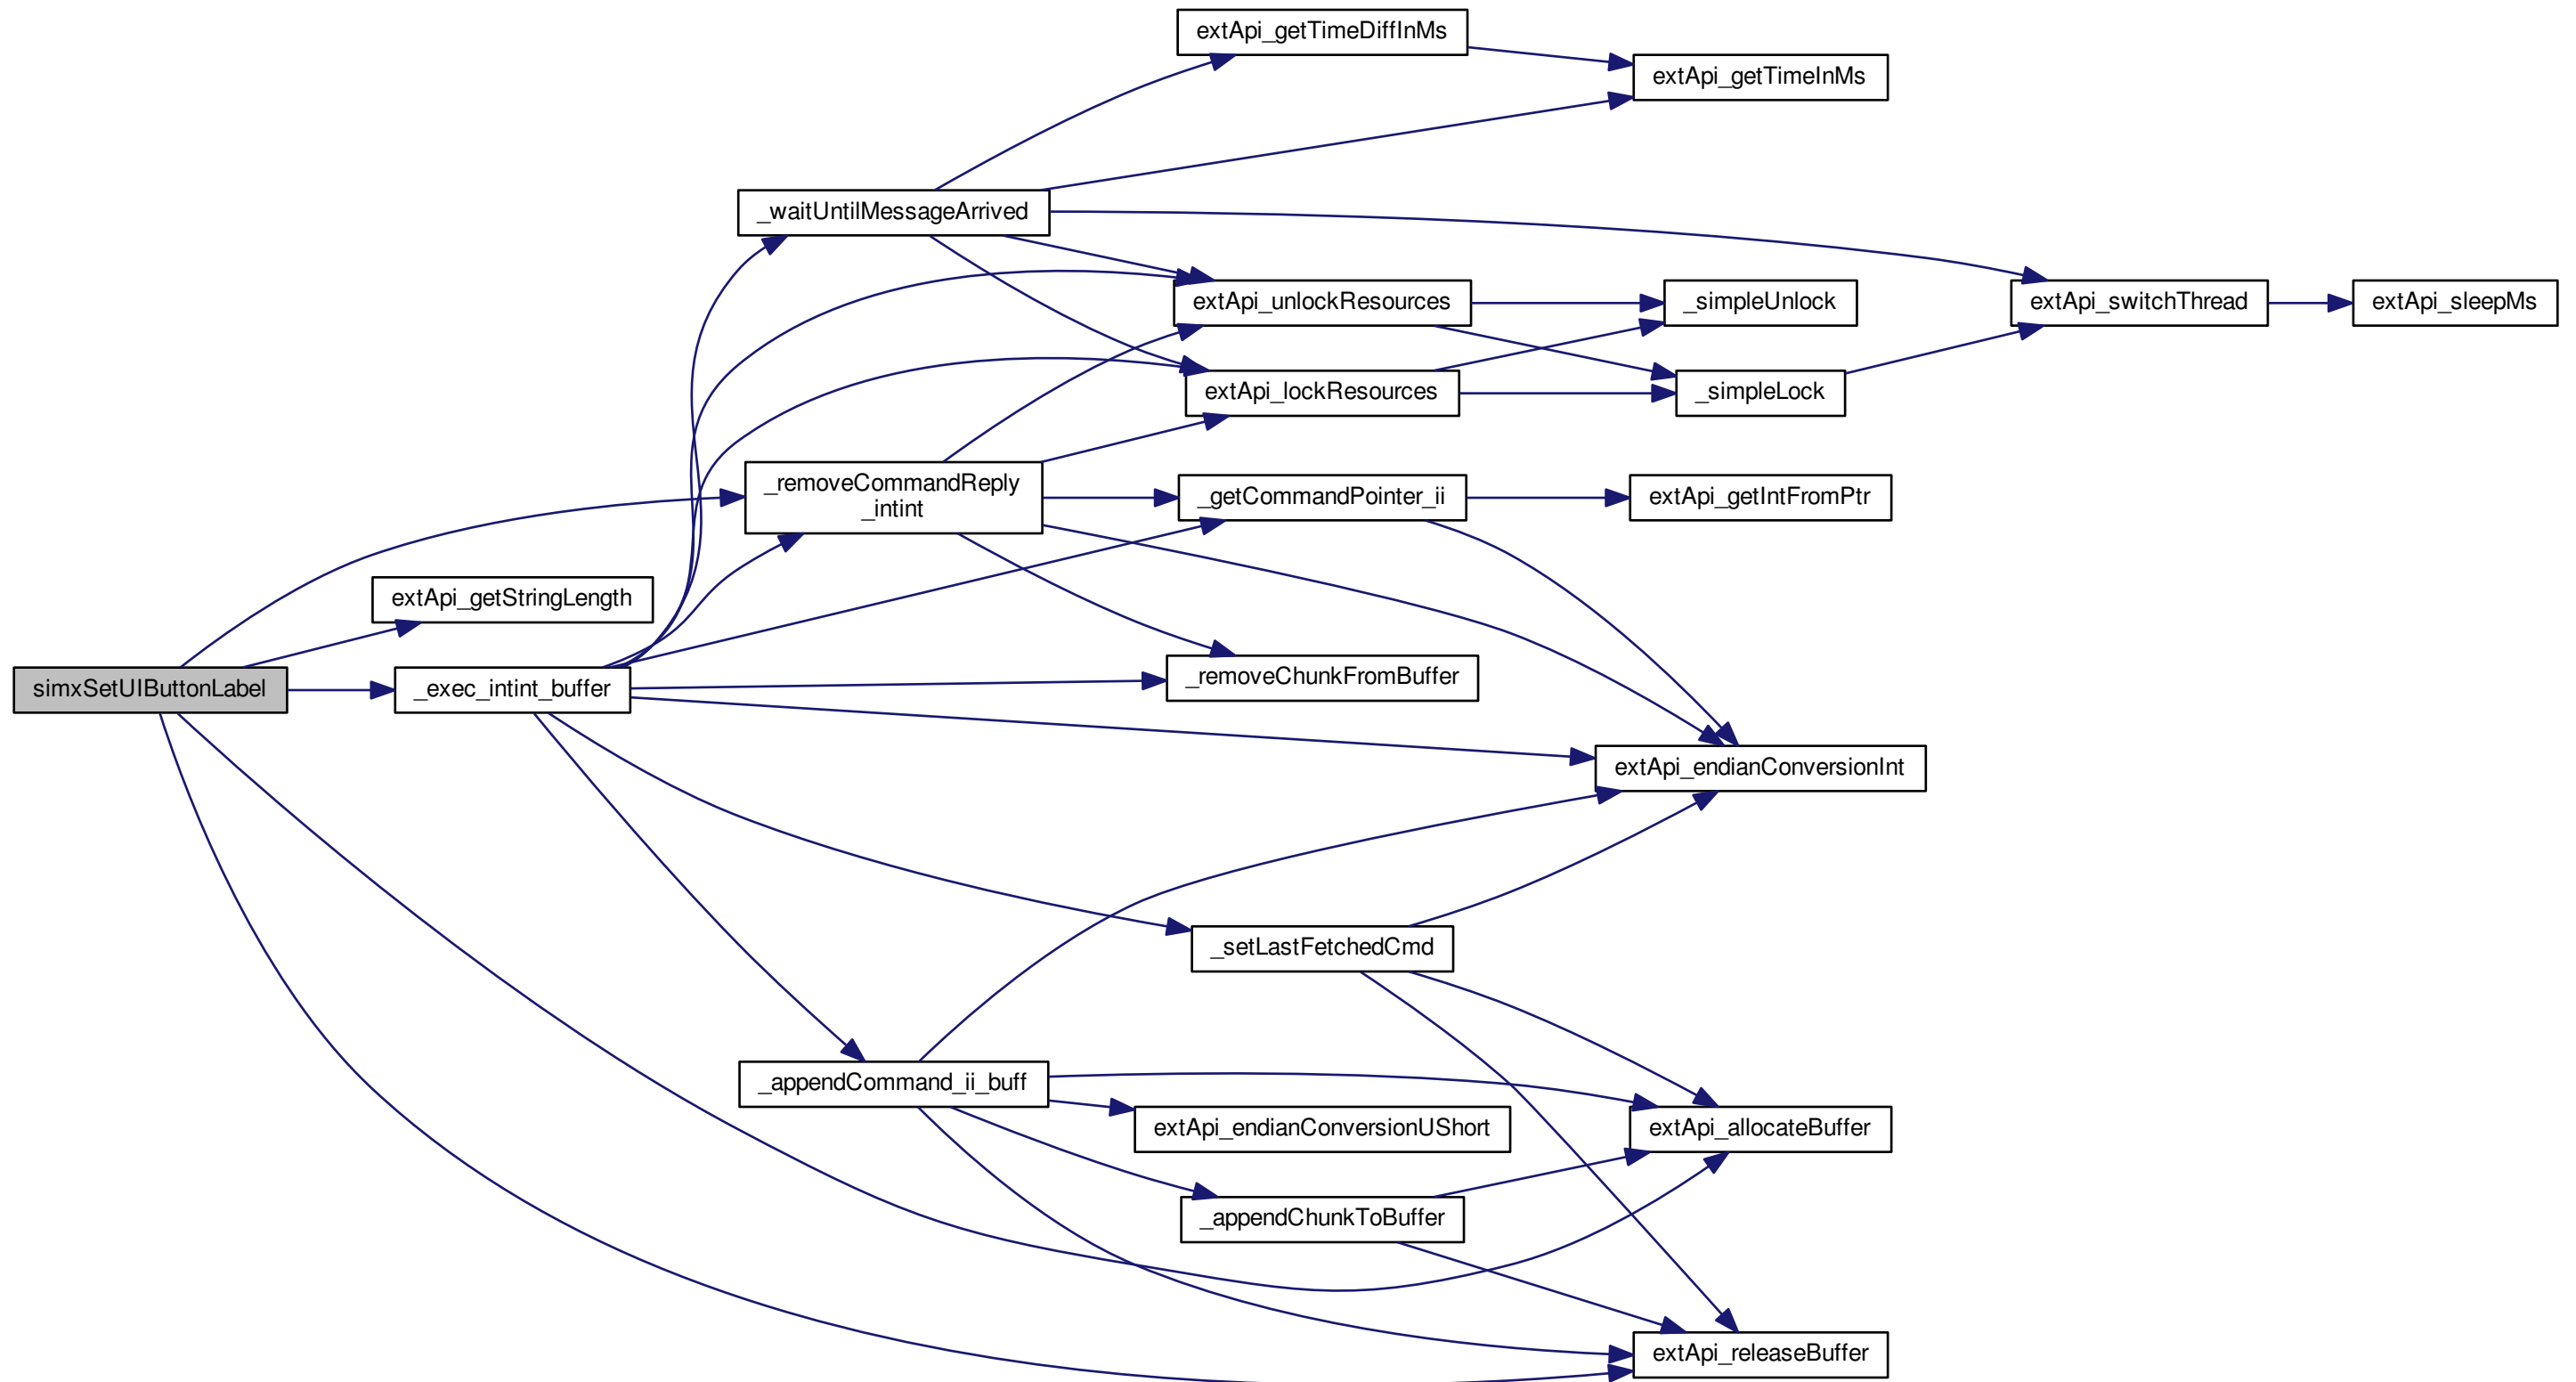 extApi_getTimeDiffInMs
extApi_getTimeInMs
_waitUntilMessageArrived
extApi_unlockResources
_simpleUnlock
extApi_switchThread
extApi_sleepMs
extApi_lockResources
_simpleLock
_removeCommandReply
_intint
_getCommandPointer_ii
extApi_getIntFromPtr
extApi_getStringLength
simxSetUIButtonLabel
_exec_intint_buffer
_removeChunkFromBuffer
extApi_endianConversionInt
_setLastFetchedCmd
_appendCommand_ii_buff
extApi_endianConversionUShort
extApi_allocateBuffer
_appendChunkToBuffer
extApi_releaseBuffer